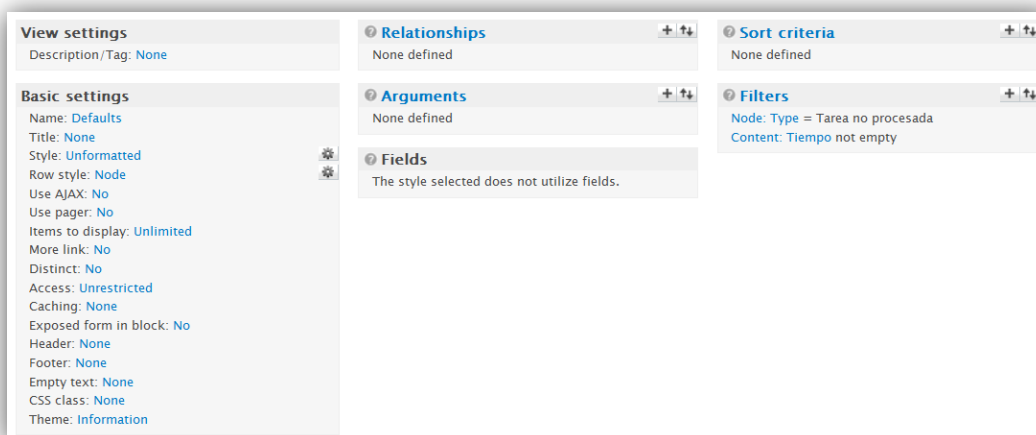 View settings
Description/Tag: None
Basic settings
Name: Defaults
Title: None
Style: Unformatted
Row style: Node
Use AJAX: No
Use pager: No
Items to display: Unlimited
More link: No
Distinct: No
Access: Unrestricted
Caching: None
Exposed form in block: No
Header: None
Footer: None
Empty text: None
CSS class: None
Theme: Information
Relationships
None defined
Arguments
None defined
Fields
The style selected does not utilize fields.
Sort criteria
None defined
Filters
Node: Type = Tarea no procesada
Content: Tiempo not empty